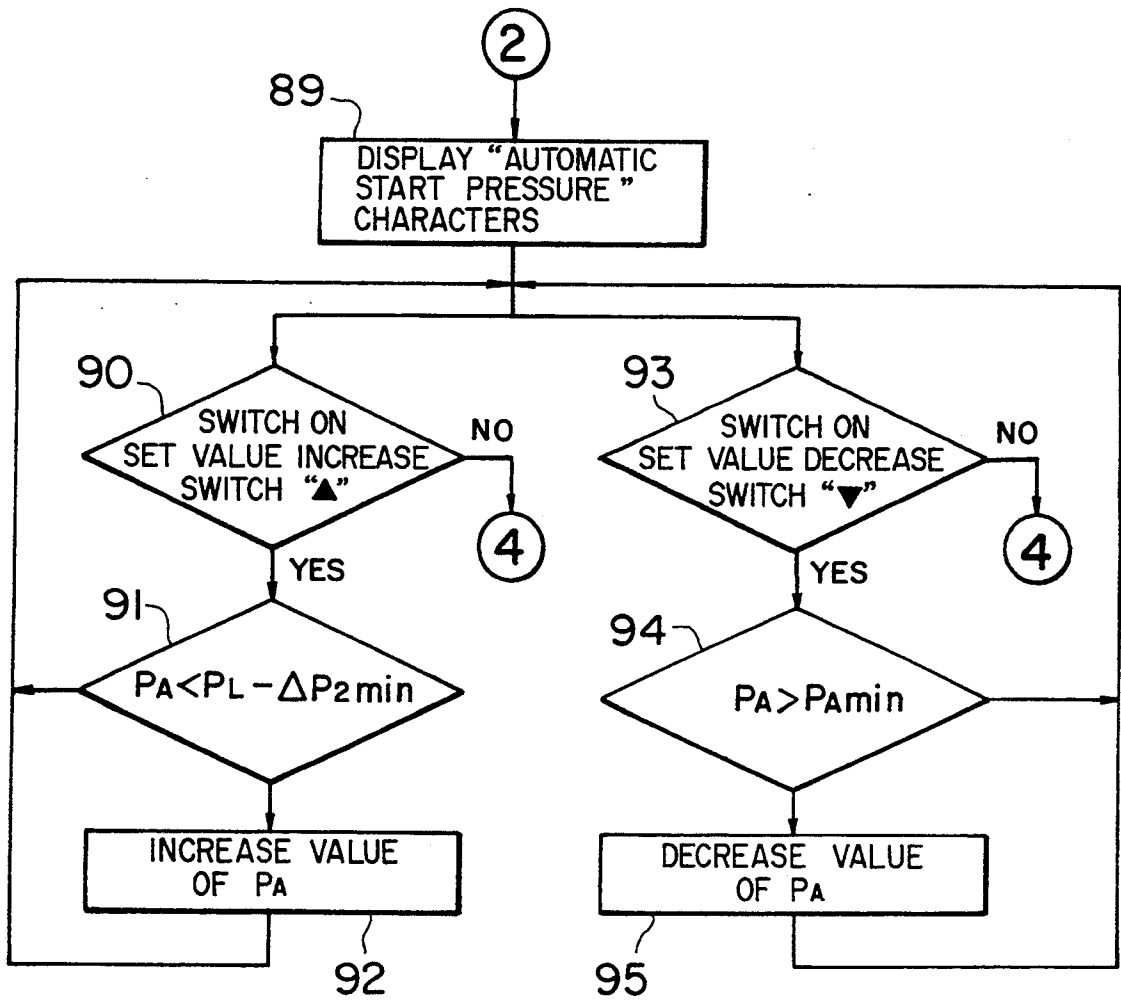 2
89
DISPLAY “AUTOMATIC
START PRESSURE”
CHARACTERS
90
SWITCH ON
SET VALUE INCREASE
SWITCH “▲”
NO
4
YES
91
PA<PL-ΔP2min
INCREASE VALUE
OF PA
92
93
SWITCH ON
SET VALUE DECREASE
SWITCH “▼”
NO
4
YES
94
PA>PAmin
DECREASE VALUE
OF PA
95